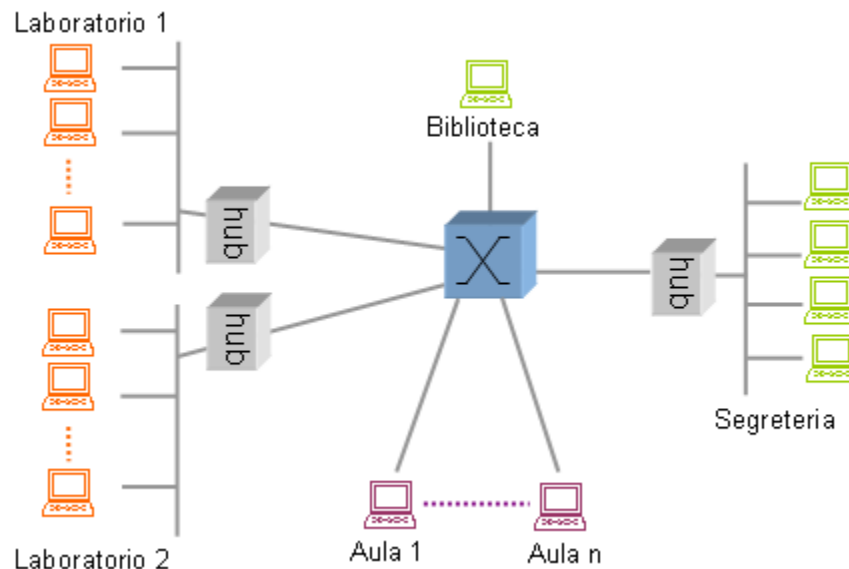 Laboratorio 1
hub
Biblioteca
hub
hub
Segreteria
Aula 1
Aula n
Laboratorio 2